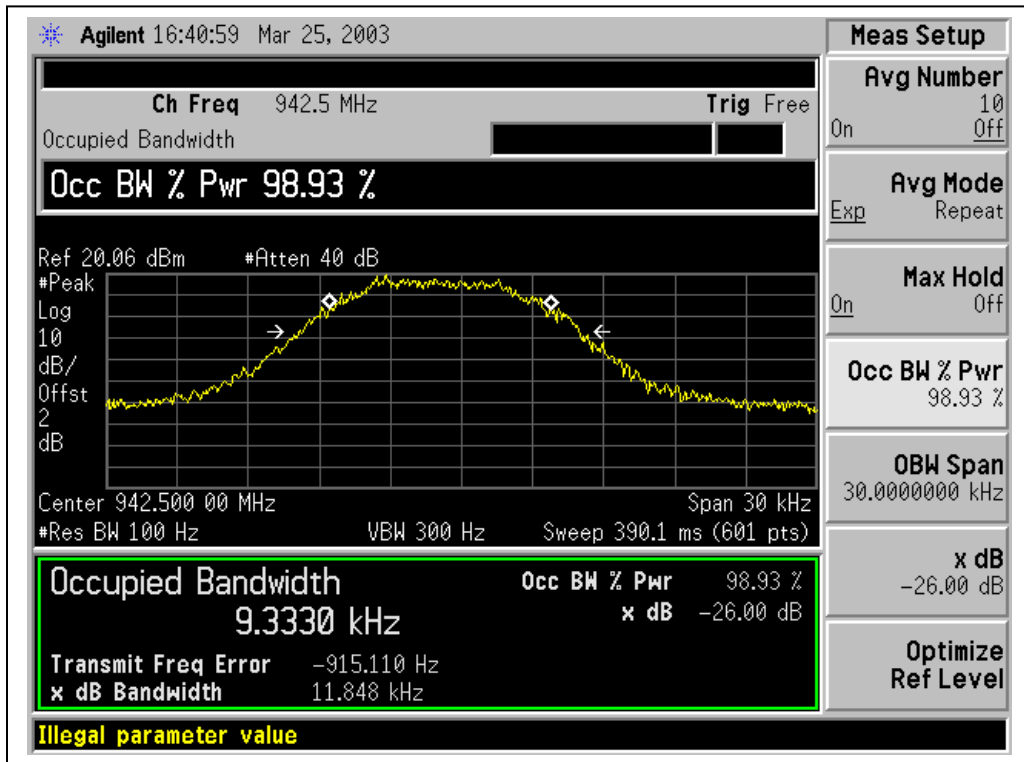 Agilent 16:40:59 Mar 25, 2003
Ch Freq 942.5 MHz Trig Free
Occupied Bandwidth
Occ BW % Pwr 98.93 %
Ref 20.06 dBm #Atten 40 dB
#Peak
Log
10
dB/
Offst
2
dB
Center 942.500 00 MHz Span 30 kHz
#Res BW 100 Hz VBW 300 Hz Sweep 390.1 ms (601 pts)
Occupied Bandwidth Occ BW % Pwr 98.93 %
9.3330 kHz x dB -26.00 dB
Transmit Freq Error -915.110 Hz
x dB Bandwidth 11.848 kHz
Illegal parameter value
Meas Setup
Avg Number
10
On Off
Avg Mode
Exp Repeat
Max Hold
On Off
Occ BW % Pwr
98.93 %
OBW Span
30.0000000 kHz
x dB
-26.00 dB
Optimize
Ref Level